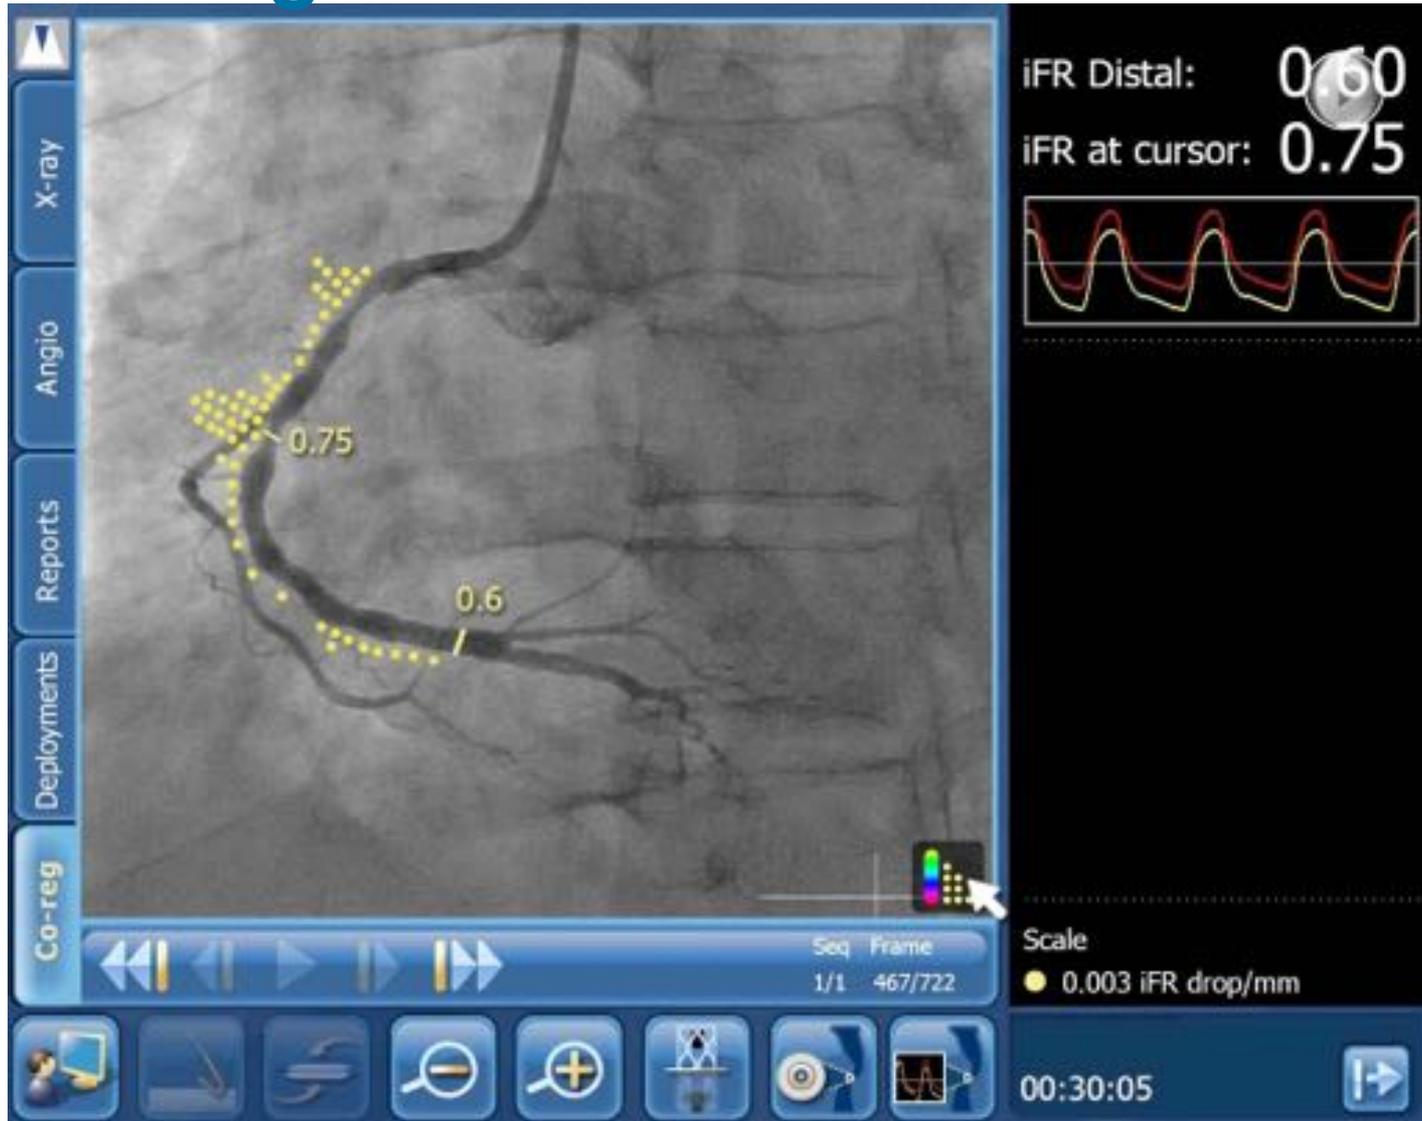 iFR Distal: 0.60
iFR at cursor: 0.75
X-ray
Angio
Reports
Deployments
Co-reg
0.75
0.6
Seq Frame
1/1 467/722
Scale
0.003 iFR drop/mm
00:30:05